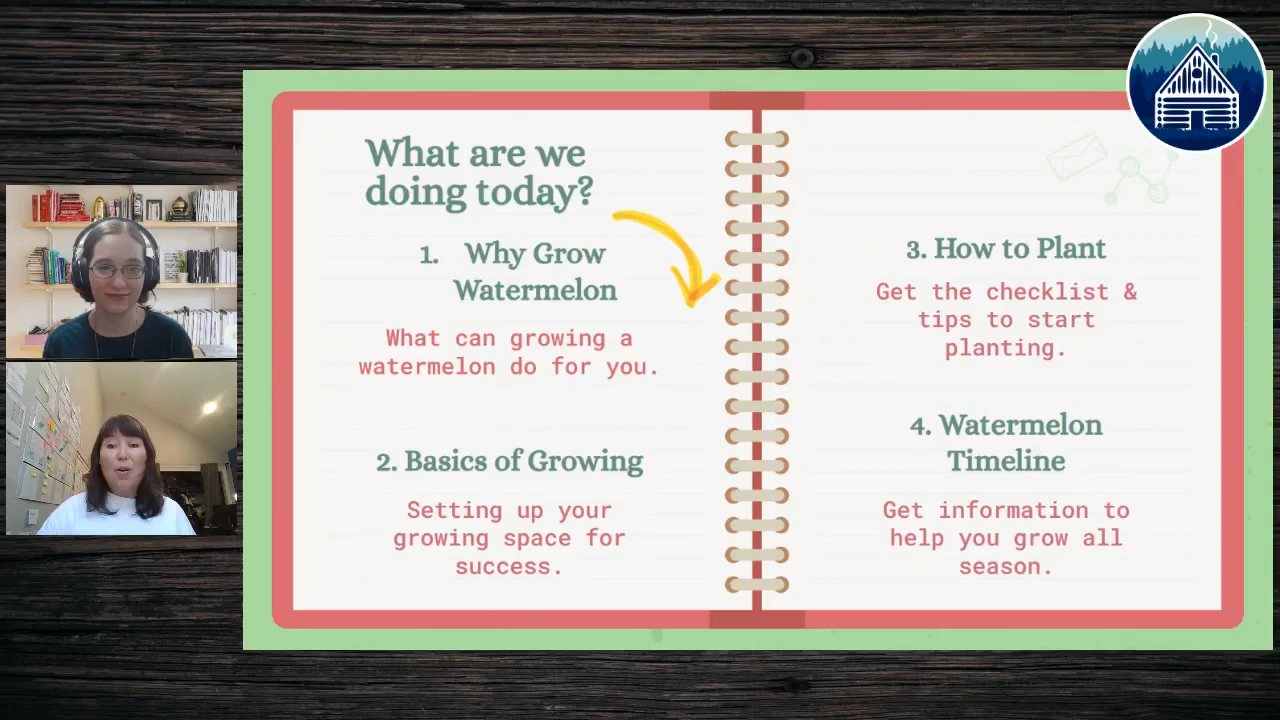 What are we
doing today?
1. Why Grow
Watermelon
What can growing a
watermelon do for you.
2. Basics of Growing
Setting up your
growing space for
success.
3. How to Plant
Get the checklist &
tips to start
planting.
4. Watermelon
Timeline
Get information to
help you grow all
season.